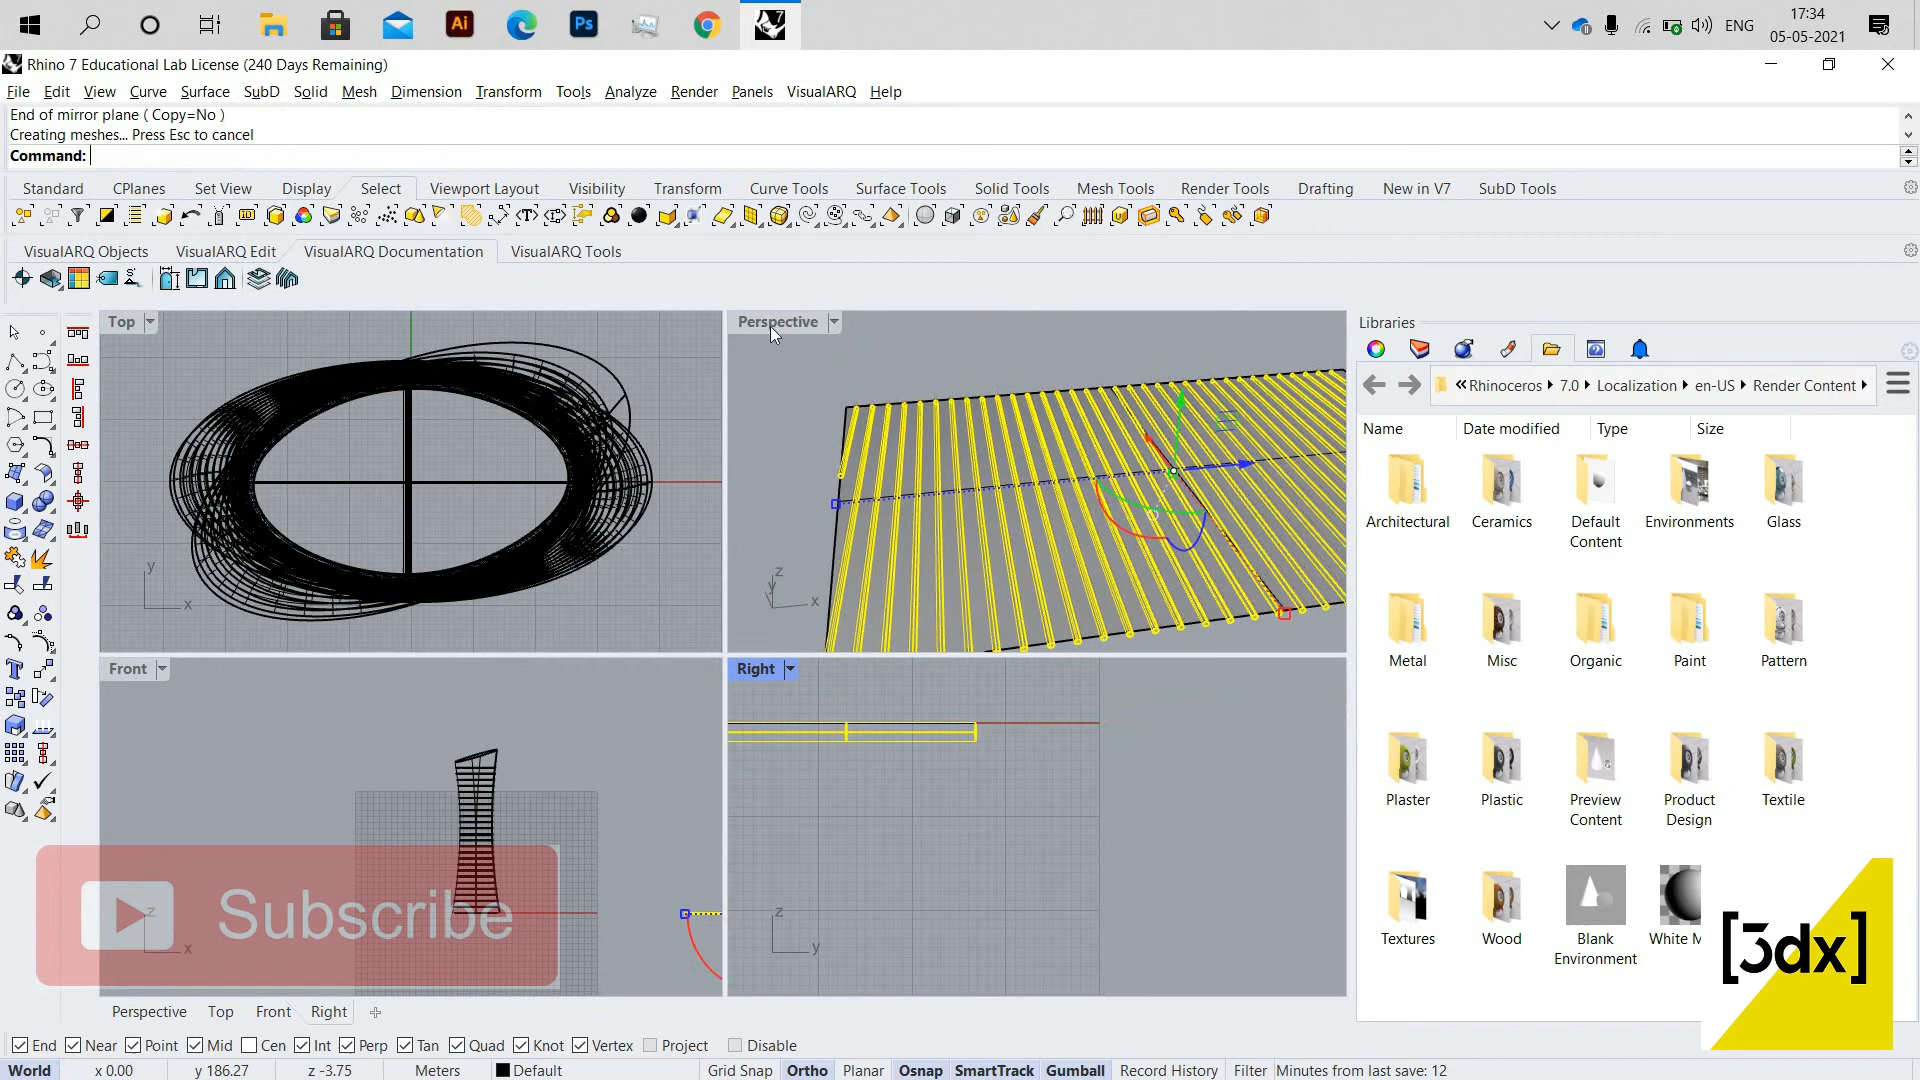 Ai
Ps
7
ENG
17:34
05-05-2021
Rhino 7 Educational Lab License (240 Days Remaining)
File Edit View Curve Surface SubD Solid Mesh Dimension Transform Tools Analyze Render Panels VisualARQ Help
End of mirror plane ( Copy=No )
Creating meshes... Press Esc to cancel
Command:
Standard CPlanes Set View Display Select Viewport Layout Visibility Transform Curve Tools Surface Tools Solid Tools Mesh Tools Render Tools Drafting New in V7 SubD Tools
VisualARQ Objects VisualARQ Edit VisualARQ Documentation VisualARQ Tools
Top
y
x
Perspective
z
y
x
Front
z
x
Right
z
y
Subscribe
Libraries
«Rhinoceros 7.0 Localization en-US Render Content
Name Date modified Type Size
Architectural Ceramics Default Content Environments Glass
Metal Misc Organic Paint Pattern
Plaster Plastic Preview Content Product Design Textile
Textures Wood Blank Environment White M
[3dx]
Perspective Top Front Right
End Near Point Mid Cen Int Perp Tan Quad Knot Vertex Project Disable
World x 0.00 y 186.27 z -3.75 Meters Default Grid Snap Ortho Planar Osnap SmartTrack Gumball Record History Filter Minutes from last save: 12